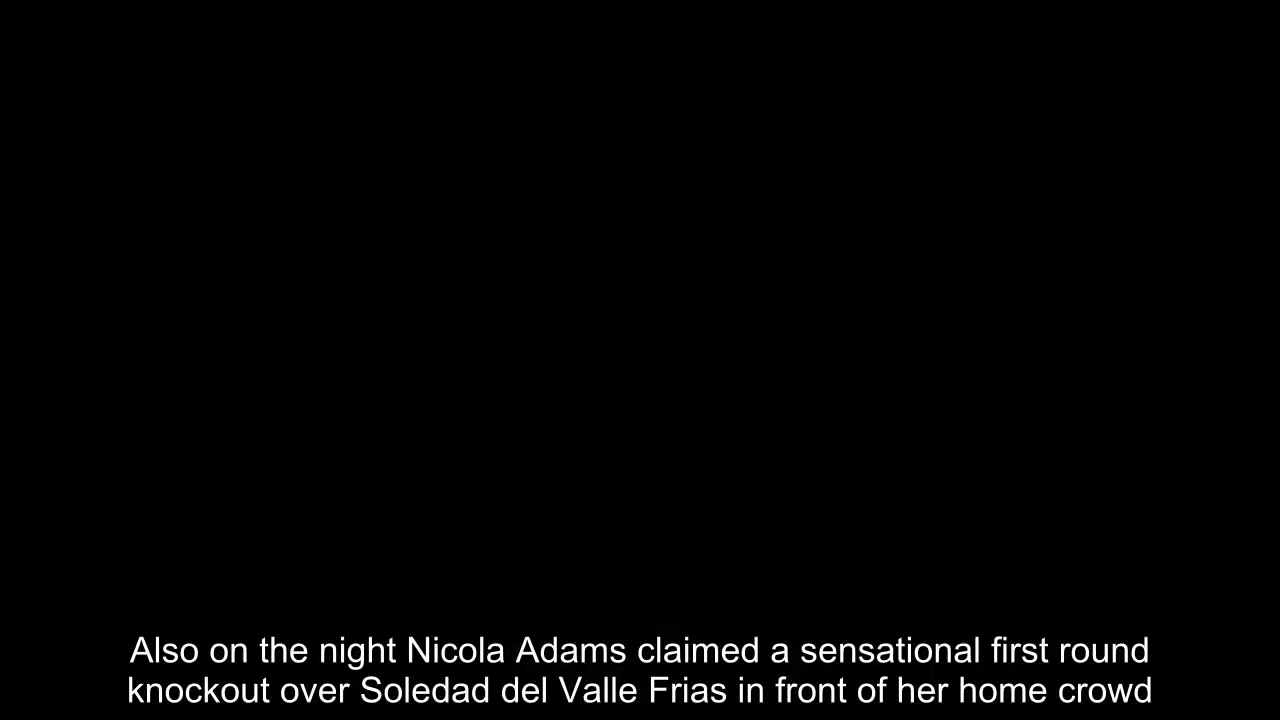 Also on the night Nicola Adams claimed a sensational first round
knockout over Soledad del Valle Frias in front of her home crowd